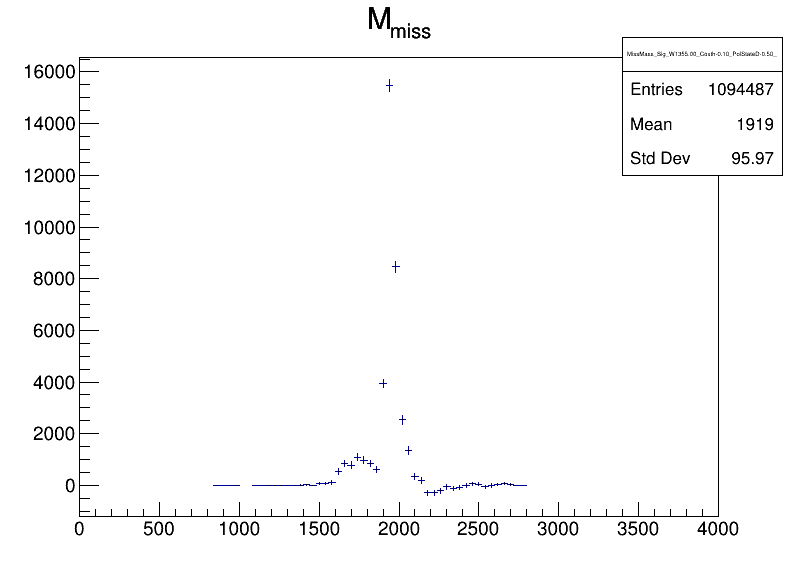 M_miss
MissMass_Sig_W1355.00_Costh-0.10_PolStateD-0.50_
Entries 1094487
Mean 1919
Std Dev 95.97
16000
14000
12000
10000
8000
6000
4000
2000
0
0 500 1000 1500 2000 2500 3000 3500 4000